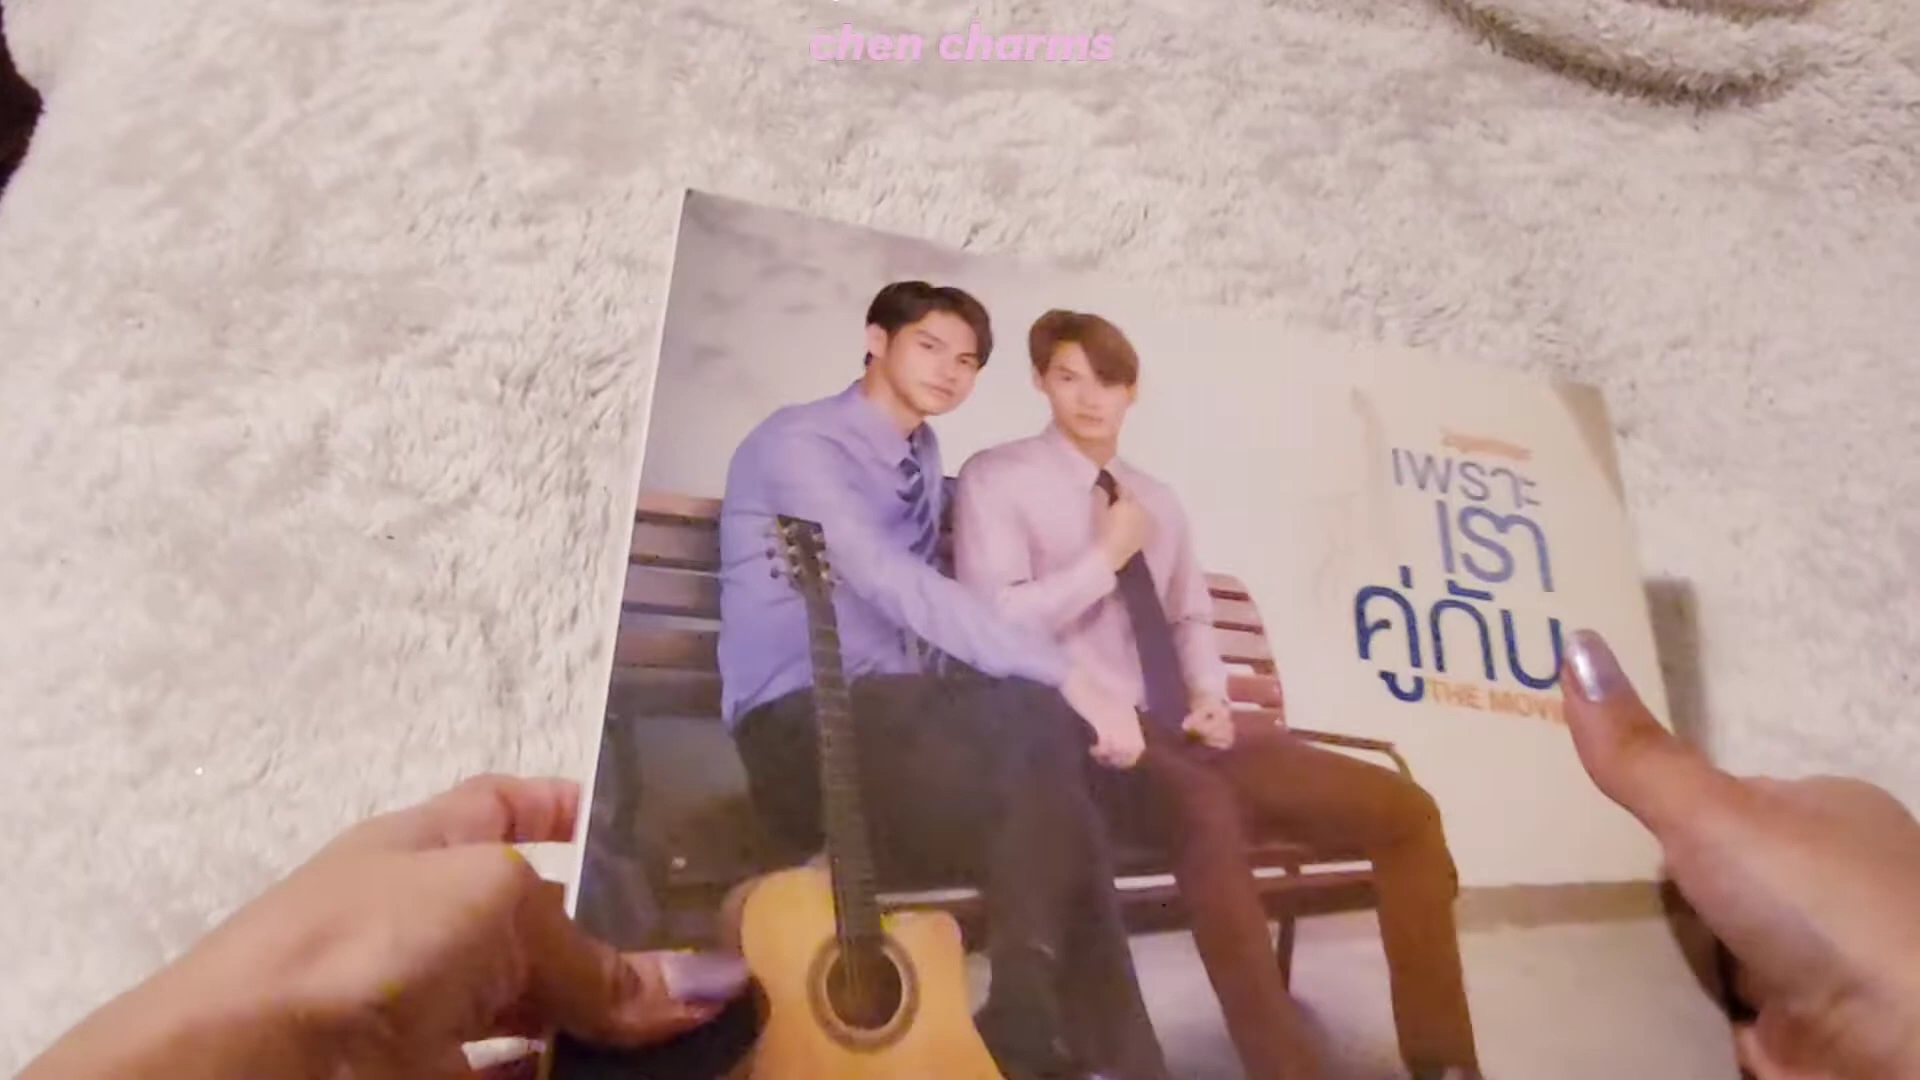 chen charms
เพราะ
เรา
คู่กัน
THE MOVIE